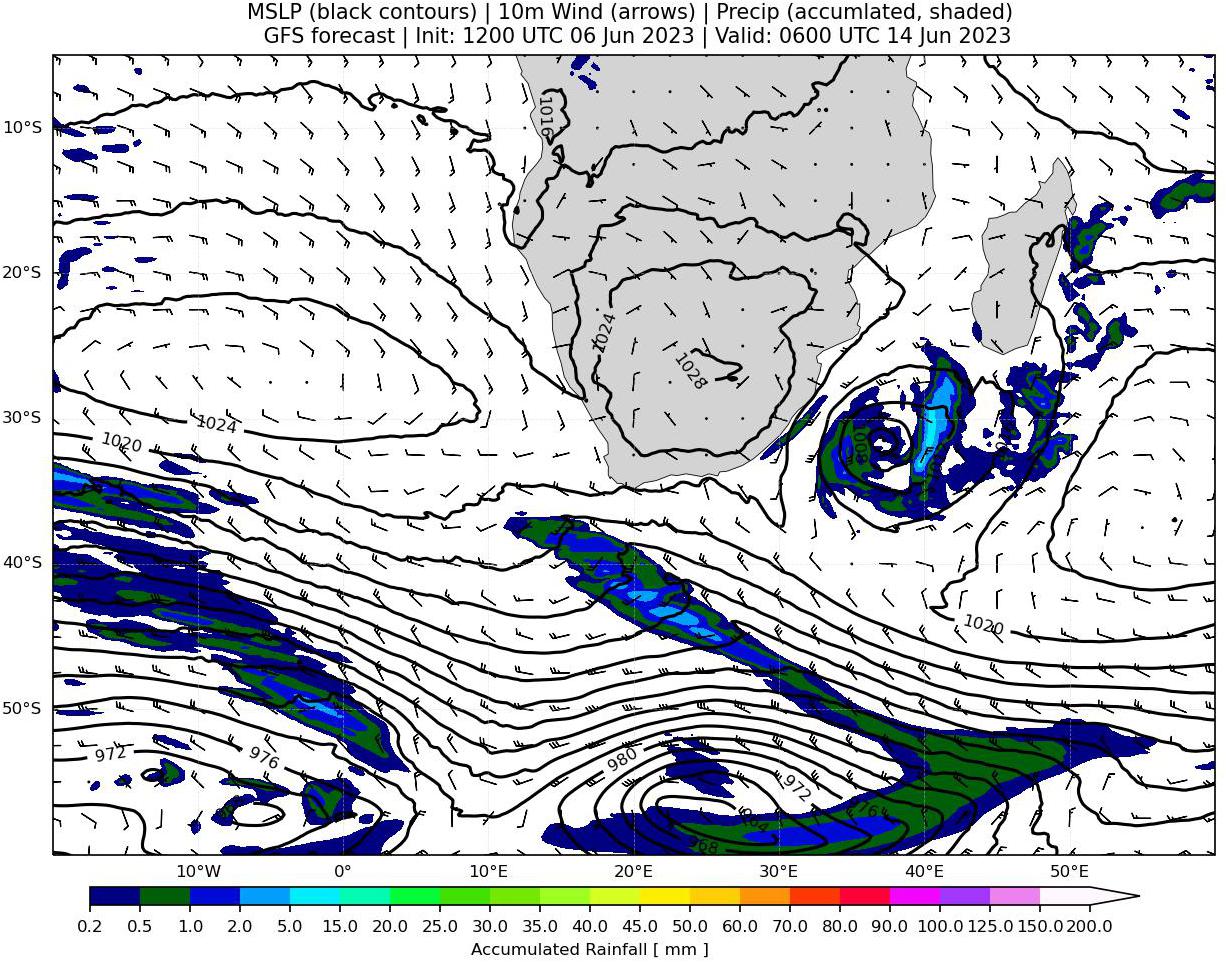 MSLP (black contours) | 10m Wind (arrows) | Precip (accumlated, shaded)
GFS forecast | Init: 1200 UTC 06 Jun 2023 | Valid: 0600 UTC 14 Jun 2023
1016
10°S
20°S
1024
1028
30°S
1024
1020
1008
40°S
1020
50°S
972
976
980
972
976
964
968
10°W
0°
10°E
20°E
30°E
40°E
50°E
0.2 0.5 1.0 2.0 5.0 10.0 15.0 20.0 25.0 30.0 35.0 40.0 45.0 50.0 60.0 70.0 80.0 90.0 100.0 125.0 150.0 200.0
Accumulated Rainfall [ mm ]